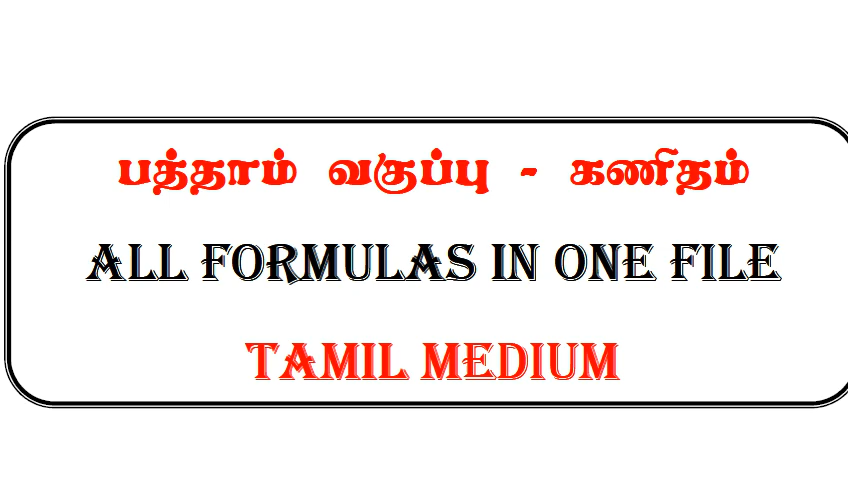 பத்தாம் வகுப்பு - கணிதம்
ALL FORMULAS IN ONE FILE
TAMIL MEDIUM